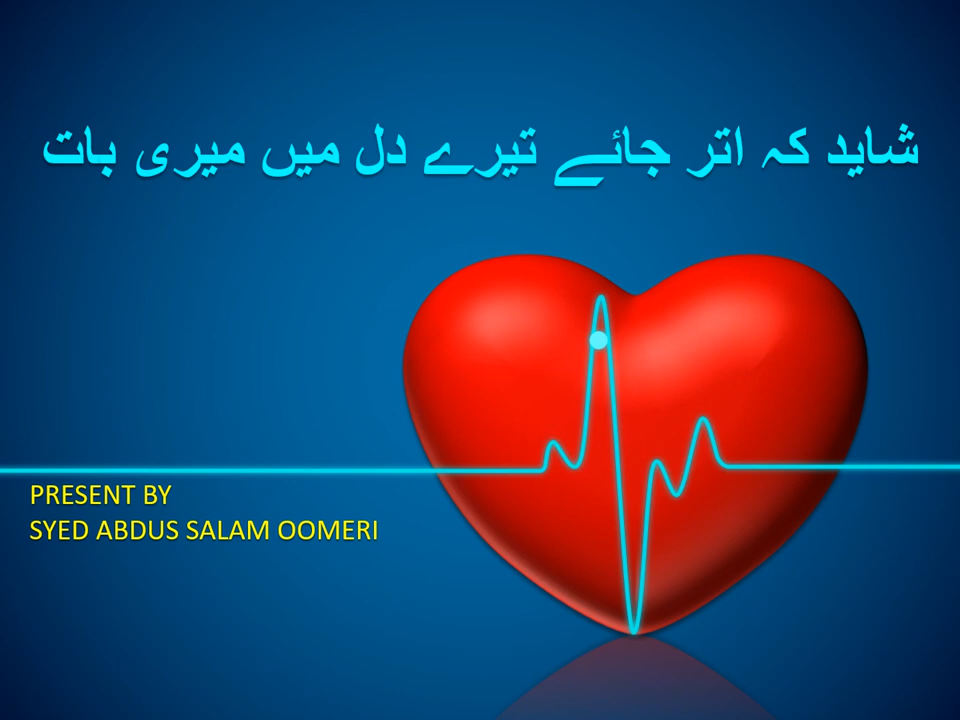 شاید کہ اتر جائے تیرے دل میں میری بات
PRESENT BY
SYED ABDUS SALAM OOMERI